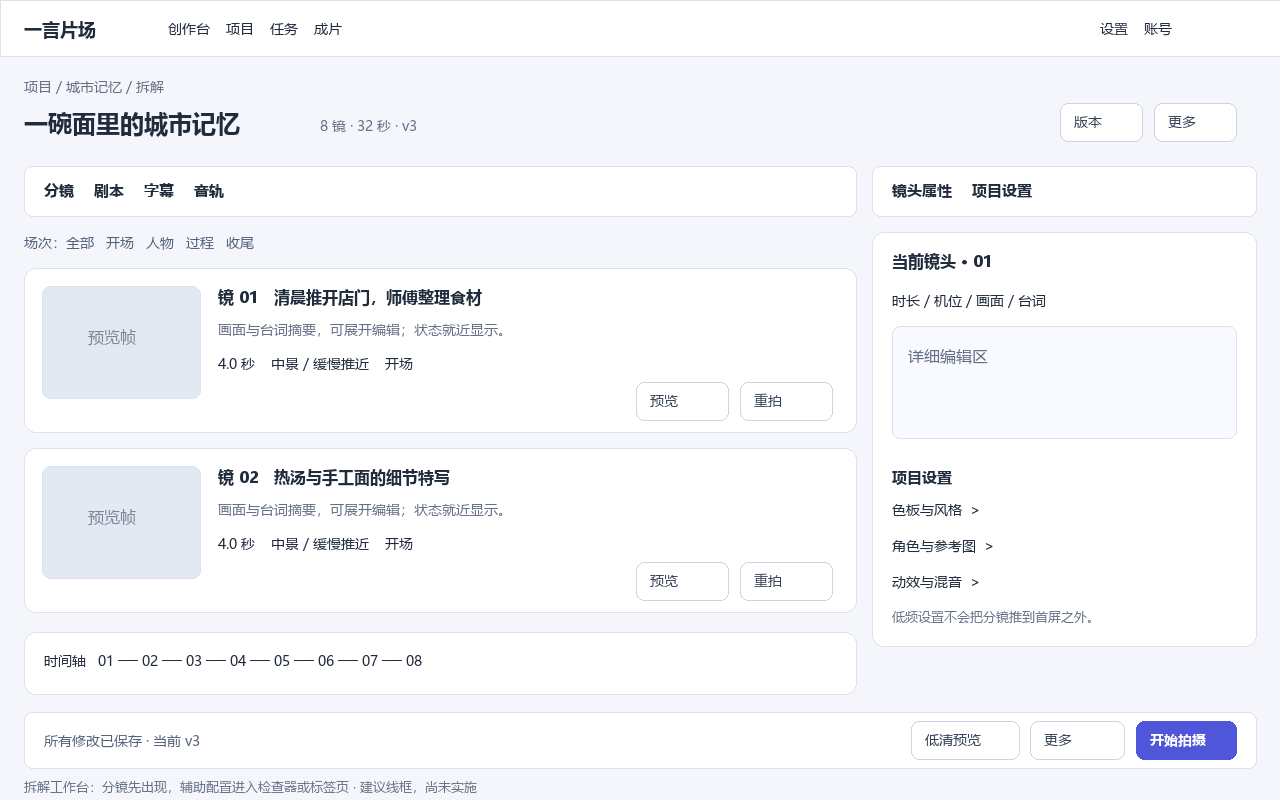 一言片场 创作台 项目 任务 成片 设置 账号
项目 / 城市记忆 / 拆解
一碗面里的城市记忆 8 镜 · 32 秒 · v3 版本 更多
分镜 剧本 字幕 音轨
场次：全部 开场 人物 过程 收尾
预览帧
镜 01 清晨推开店门，师傅整理食材
画面与台词摘要，可展开编辑；状态就近显示。
4.0 秒 中景 / 缓慢推近 开场
预览 重拍
预览帧
镜 02 热汤与手工面的细节特写
画面与台词摘要，可展开编辑；状态就近显示。
4.0 秒 中景 / 缓慢推近 开场
预览 重拍
时间轴 01 — 02 — 03 — 04 — 05 — 06 — 07 — 08
镜头属性 项目设置
当前镜头 • 01
时长 / 机位 / 画面 / 台词
详细编辑区
项目设置
色板与风格 >
角色与参考图 >
动效与混音 >
低频设置不会把分镜推到首屏之外。
所有修改已保存 · 当前 v3 低清预览 更多 开始拍摄
拆解工作台：分镜先出现，辅助配置进入检查器或标签页 · 建议线框，尚未实施